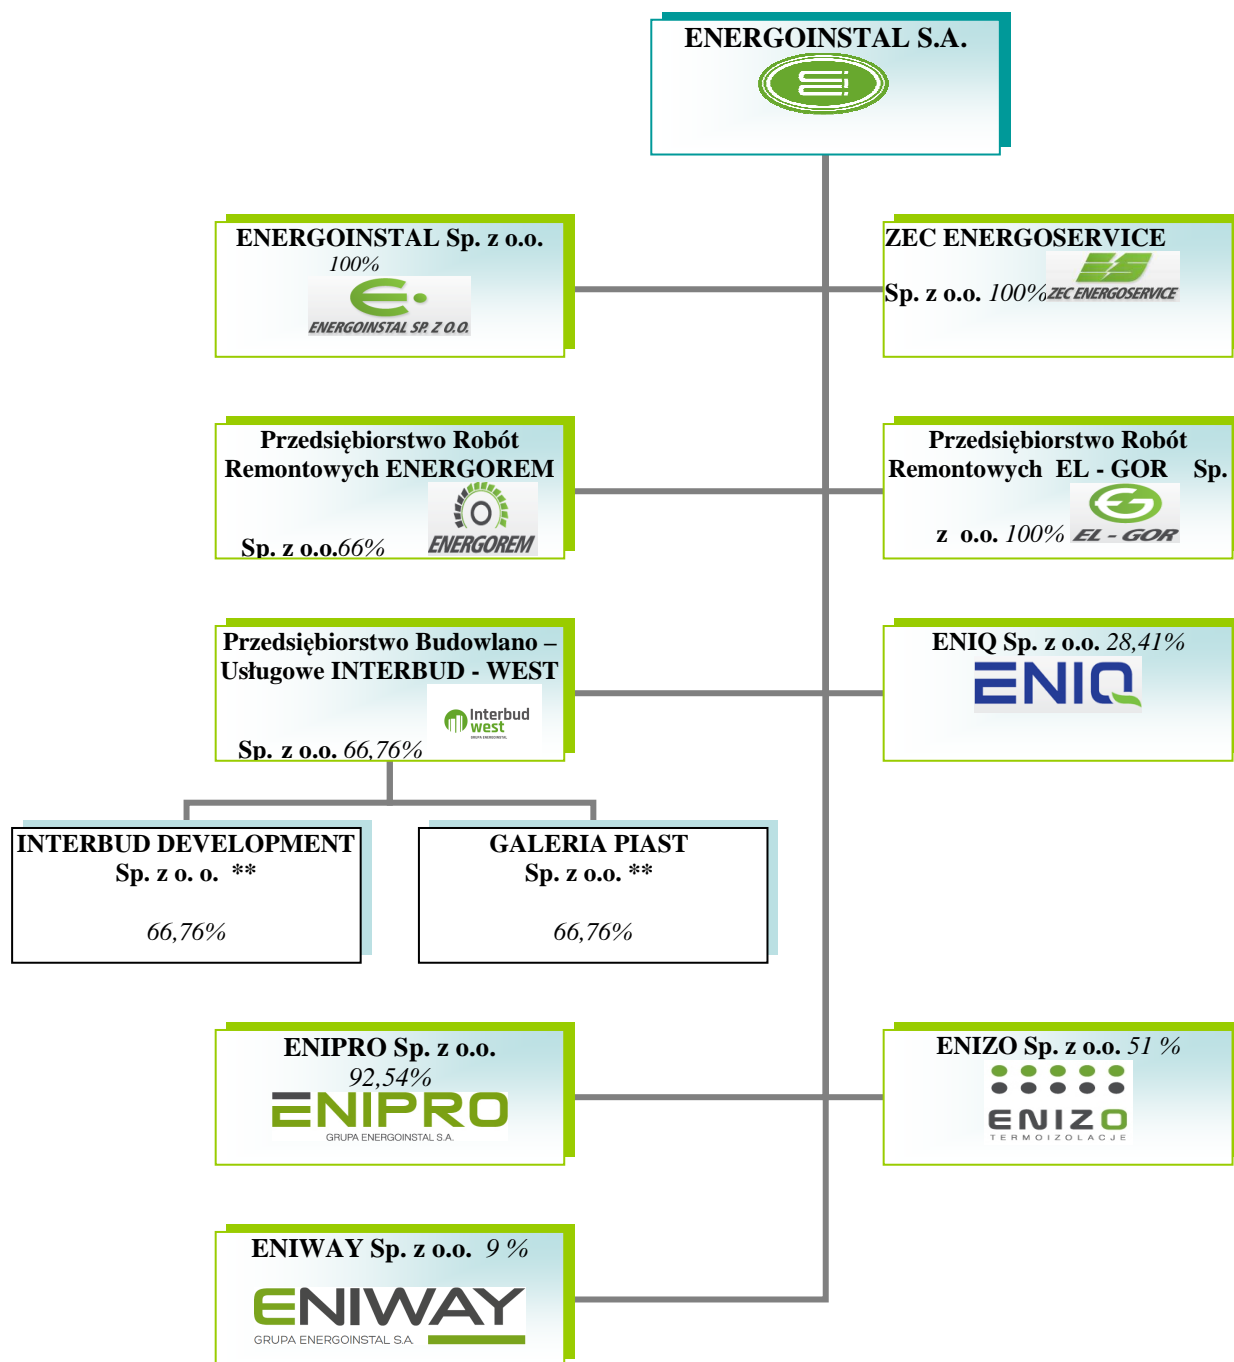 ENERGOINSTAL S.A.
ENERGOINSTAL Sp. z o.o.
100%
ENERGOINSTAL SP. Z O.O.
ZEC ENERGOSERVICE
Sp. z o.o. 100% ZEC ENERGOSERVICE
Przedsiębiorstwo Robót
Remontowych ENERGOREM
Sp. z o.o.66% ENERGOREM
Przedsiębiorstwo Robót
Remontowych EL - GOR Sp.
z o.o. 100% EL - GOR
Przedsiębiorstwo Budowlano –
Usługowe INTERBUD - WEST
Interbud
west
GRUPA ENERGOINSTAL
Sp. z o.o. 66,76%
ENIQ Sp. z o.o. 28,41%
ENIQ
INTERBUD DEVELOPMENT
Sp. z o. o. **
66,76%
GALERIA PIAST
Sp. z o.o. **
66,76%
ENIPRO Sp. z o.o.
92,54%
ENIPRO
GRUPA ENERGOINSTAL S.A.
ENIZO Sp. z o.o. 51 %
ENIZO
TERMOIZOLACJE
ENIWAY Sp. z o.o. 9 %
ENIWAY
GRUPA ENERGOINSTAL S.A.